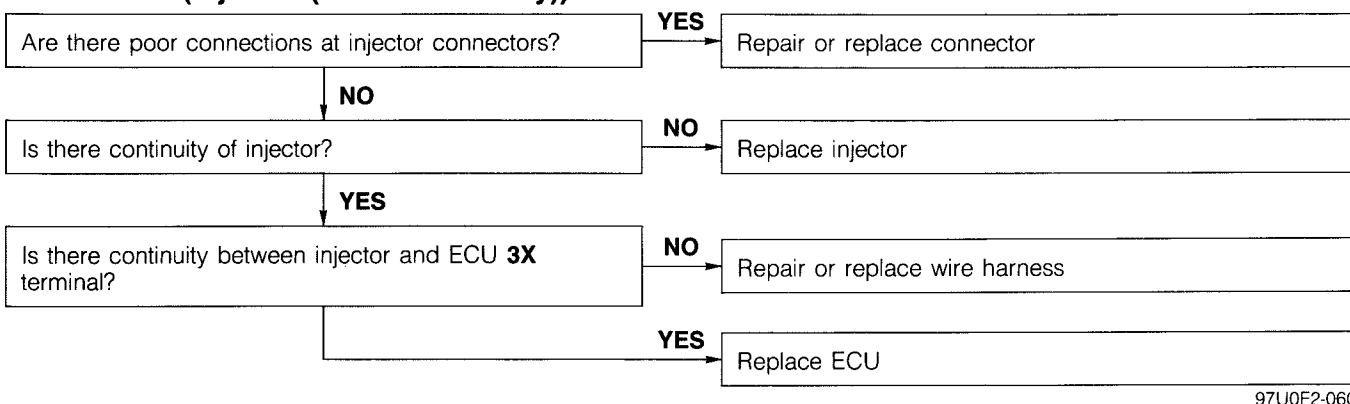 YES
Are there poor connections at injector connectors?
Repair or replace connector
NO
Is there continuity of injector?
NO
Replace injector
YES
Is there continuity between injector and ECU 3X
terminal?
NO
Repair or replace wire harness
YES
Replace ECU
97U0F2-060